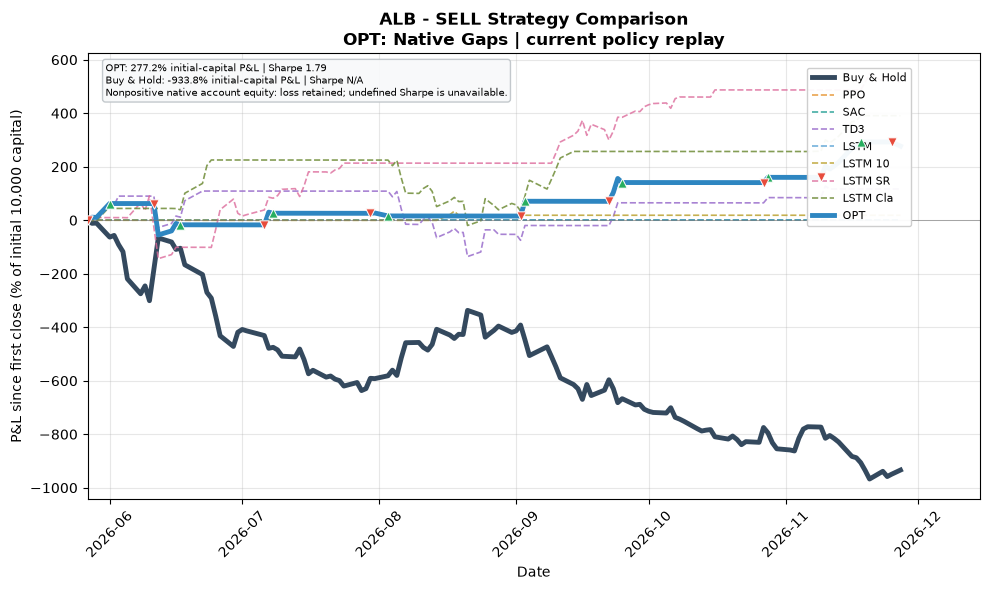 ALB - SELL Strategy Comparison
OPT: Native Gaps | current policy replay
OPT: 277.2% initial-capital P&L | Sharpe 1.79
Buy & Hold: -933.8% initial-capital P&L | Sharpe N/A
Nonpositive native account equity: loss retained; undefined Sharpe is unavailable.
Buy & Hold
PPO
SAC
TD3
LSTM
LSTM 10
LSTM SR
LSTM Cla
OPT
P&L since first close (% of initial 10,000 capital)
600
400
200
0
−200
−400
−600
−800
−1000
2026-06
2026-07
2026-08
2026-09
2026-10
2026-11
2026-12
Date